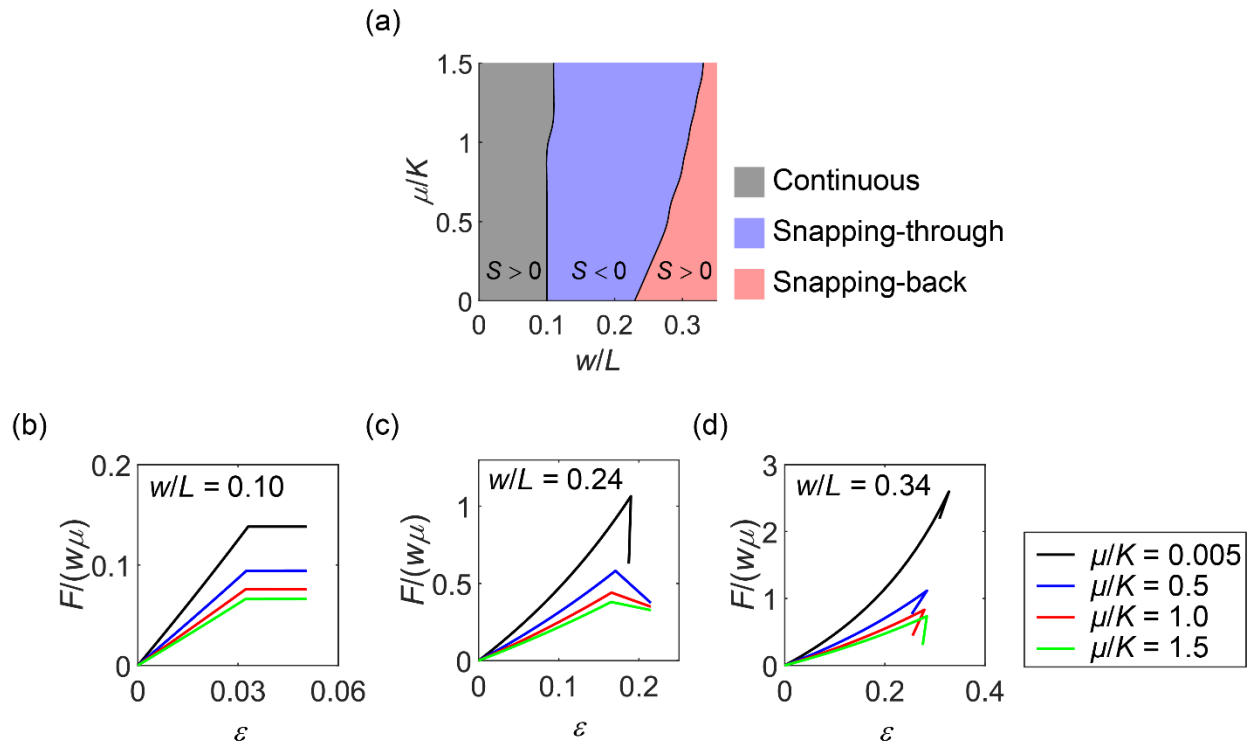 (a)
1.5
1
0.5
0
μ/K
S > 0
S < 0
S > 0
0
0.1
0.2
0.3
w/L
Continuous
Snapping-through
Snapping-back
(b)
0.2
0.1
0
F/(wμ)
w/L = 0.10
0
0.03
0.06
ε
(c)
1
0.5
0
F/(wμ)
w/L = 0.24
0
0.1
0.2
ε
(d)
3
2
1
0
F/(wμ)
w/L = 0.34
0
0.2
0.4
ε
μ/K = 0.005
μ/K = 0.5
μ/K = 1.0
μ/K = 1.5